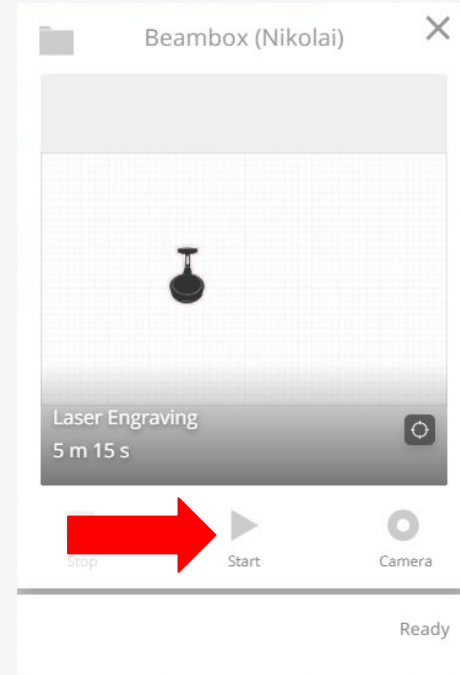 Beambox (Nikolai)
Laser Engraving
5 m 15 s
Stop
Start
Camera
Ready